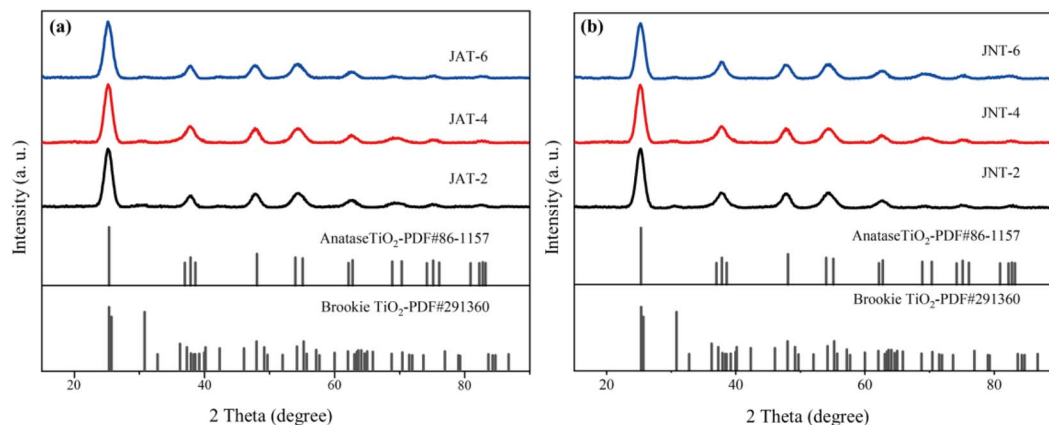 (a)
JAT-6
JAT-4
JAT-2
AnataseTiO₂-PDF#86-1157
Brookie TiO₂-PDF#291360
20 40 60 80
2 Theta (degree)
Intensity (a. u.)
(b)
JNT-6
JNT-4
JNT-2
AnataseTiO₂-PDF#86-1157
Brookie TiO₂-PDF#291360
20 40 60 80
2 Theta (degree)
Intensity (a. u.)